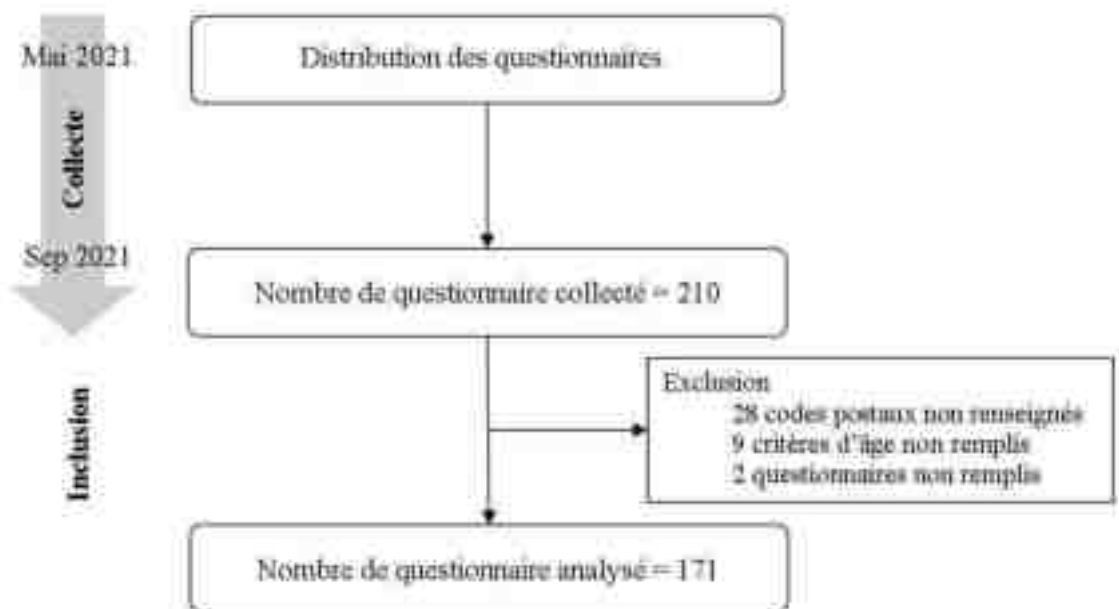 Mai 2021
Distribution des questionnaires
Collecte
Sep 2021
Nombre de questionnaire collecté = 210
Exclusion
28 codes postaux non renseignés
9 critères d'âge non remplis
2 questionnaires non remplis
Inclusion
Nombre de questionnaire analysé = 171